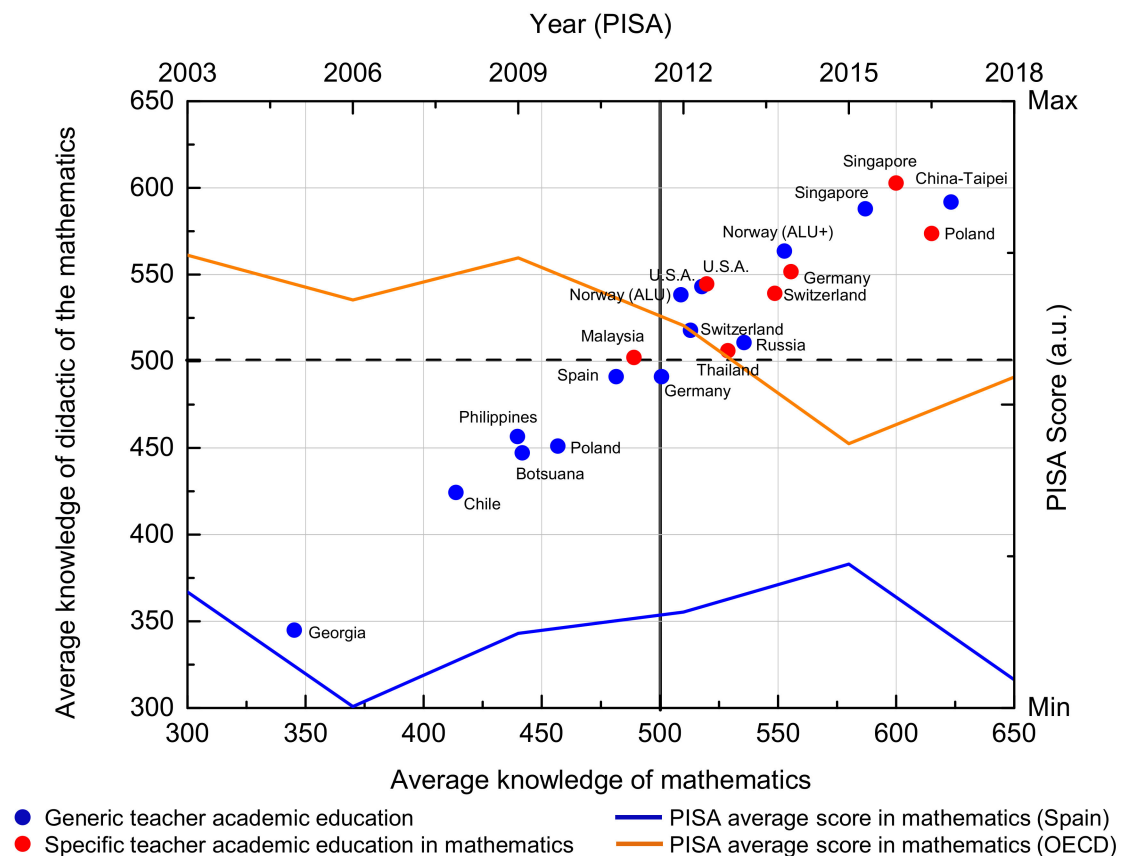 Year (PISA)
2003 2006 2009 2012 2015 2018
650 Max
600
550
500
450
400
350
300 Min
Average knowledge of didactic of the mathematics
PISA Score (a.u.)
Singapore
China-Taipei
Singapore
Poland
Norway (ALU+)
U.S.A.
U.S.A.
Germany
Norway (ALU)
Switzerland
Malaysia
Switzerland
Russia
Thailand
Spain
Germany
Philippines
Poland
Botsuana
Chile
Georgia
300 350 400 450 500 550 600 650
Average knowledge of mathematics
Generic teacher academic education
PISA average score in mathematics (Spain)
Specific teacher academic education in mathematics
PISA average score in mathematics (OECD)